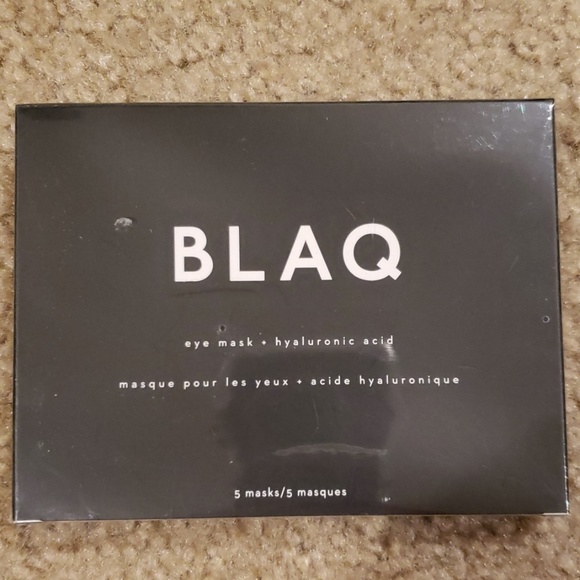 BLAQ
eye mask + hyaluronic acid
masque pour les yeux + acide hyaluronique
5 masks/5 masques